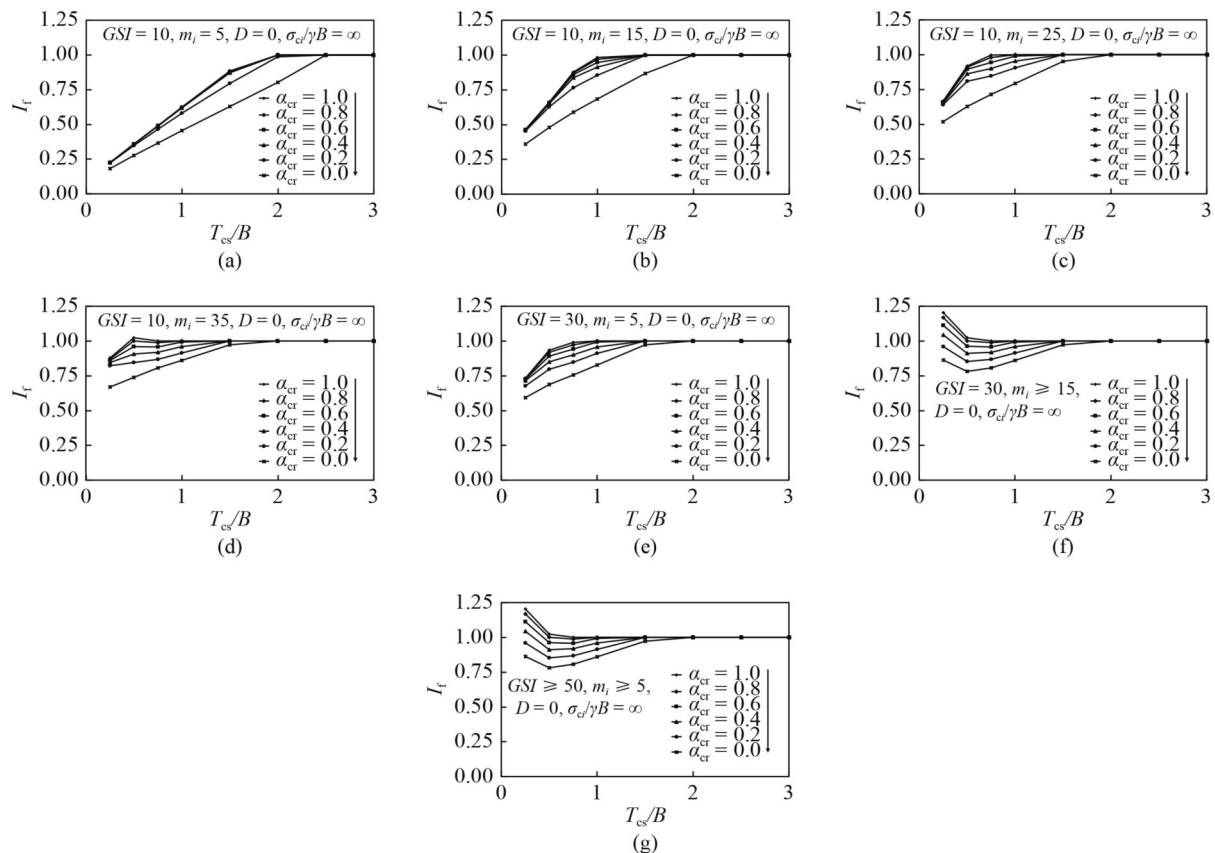 1.25
1.00
0.75
0.50
0.25
0.00
I_f
GSI = 10, m_i = 5, D = 0, σ_ci/γB = ∞
α_cr = 1.0
α_cr = 0.8
α_cr = 0.6
α_cr = 0.4
α_cr = 0.2
α_cr = 0.0
0 1 2 3
T_cs/B
(a)
1.25
1.00
0.75
0.50
0.25
0.00
I_f
GSI = 10, m_i = 15, D = 0, σ_ci/γB = ∞
α_cr = 1.0
α_cr = 0.8
α_cr = 0.6
α_cr = 0.4
α_cr = 0.2
α_cr = 0.0
0 1 2 3
T_cs/B
(b)
1.25
1.00
0.75
0.50
0.25
0.00
I_f
GSI = 10, m_i = 25, D = 0, σ_ci/γB = ∞
α_cr = 1.0
α_cr = 0.8
α_cr = 0.6
α_cr = 0.4
α_cr = 0.2
α_cr = 0.0
0 1 2 3
T_cs/B
(c)
1.25
1.00
0.75
0.50
0.25
0.00
I_f
GSI = 10, m_i = 35, D = 0, σ_ci/γB = ∞
α_cr = 1.0
α_cr = 0.8
α_cr = 0.6
α_cr = 0.4
α_cr = 0.2
α_cr = 0.0
0 1 2 3
T_cs/B
(d)
1.25
1.00
0.75
0.50
0.25
0.00
I_f
GSI = 30, m_i = 5, D = 0, σ_ci/γB = ∞
α_cr = 1.0
α_cr = 0.8
α_cr = 0.6
α_cr = 0.4
α_cr = 0.2
α_cr = 0.0
0 1 2 3
T_cs/B
(e)
1.25
1.00
0.75
0.50
0.25
0.00
I_f
GSI = 30, m_i ⩾ 15,
D = 0, σ_ci/γB = ∞
α_cr = 1.0
α_cr = 0.8
α_cr = 0.6
α_cr = 0.4
α_cr = 0.2
α_cr = 0.0
0 1 2 3
T_cs/B
(f)
1.25
1.00
0.75
0.50
0.25
0.00
I_f
GSI ⩾ 50, m_i ⩾ 5,
D = 0, σ_ci/γB = ∞
α_cr = 1.0
α_cr = 0.8
α_cr = 0.6
α_cr = 0.4
α_cr = 0.2
α_cr = 0.0
0 1 2 3
T_cs/B
(g)